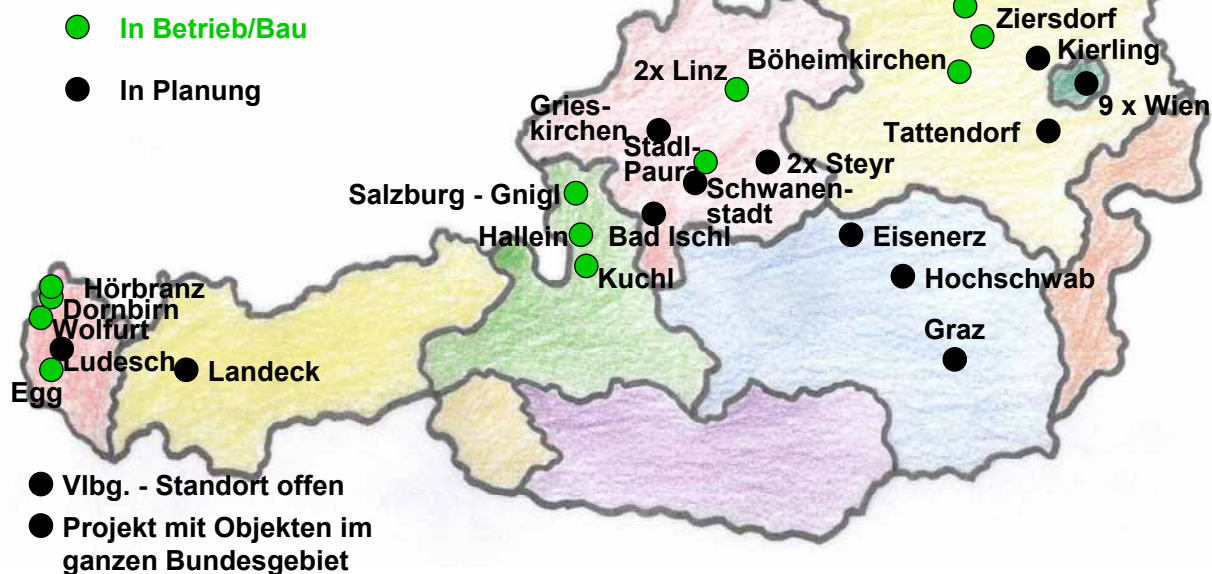 In Betrieb/Bau
In Planung
Ziersdorf
Kierling
Böheimkirchen
2x Linz
9 x Wien
Gries-
kirchen
Tattendorf
Stadl-
Paura
2x Steyr
Schwanen-
stadt
Salzburg - Gnigl
Hallein
Bad Ischl
Eisenerz
Kuchl
Hochschwab
Hörbranz
Dornbirn
Wolfurt
Graz
Ludesch
Landeck
Egg
Vlbg. - Standort offen
Projekt mit Objekten im
ganzen Bundesgebiet